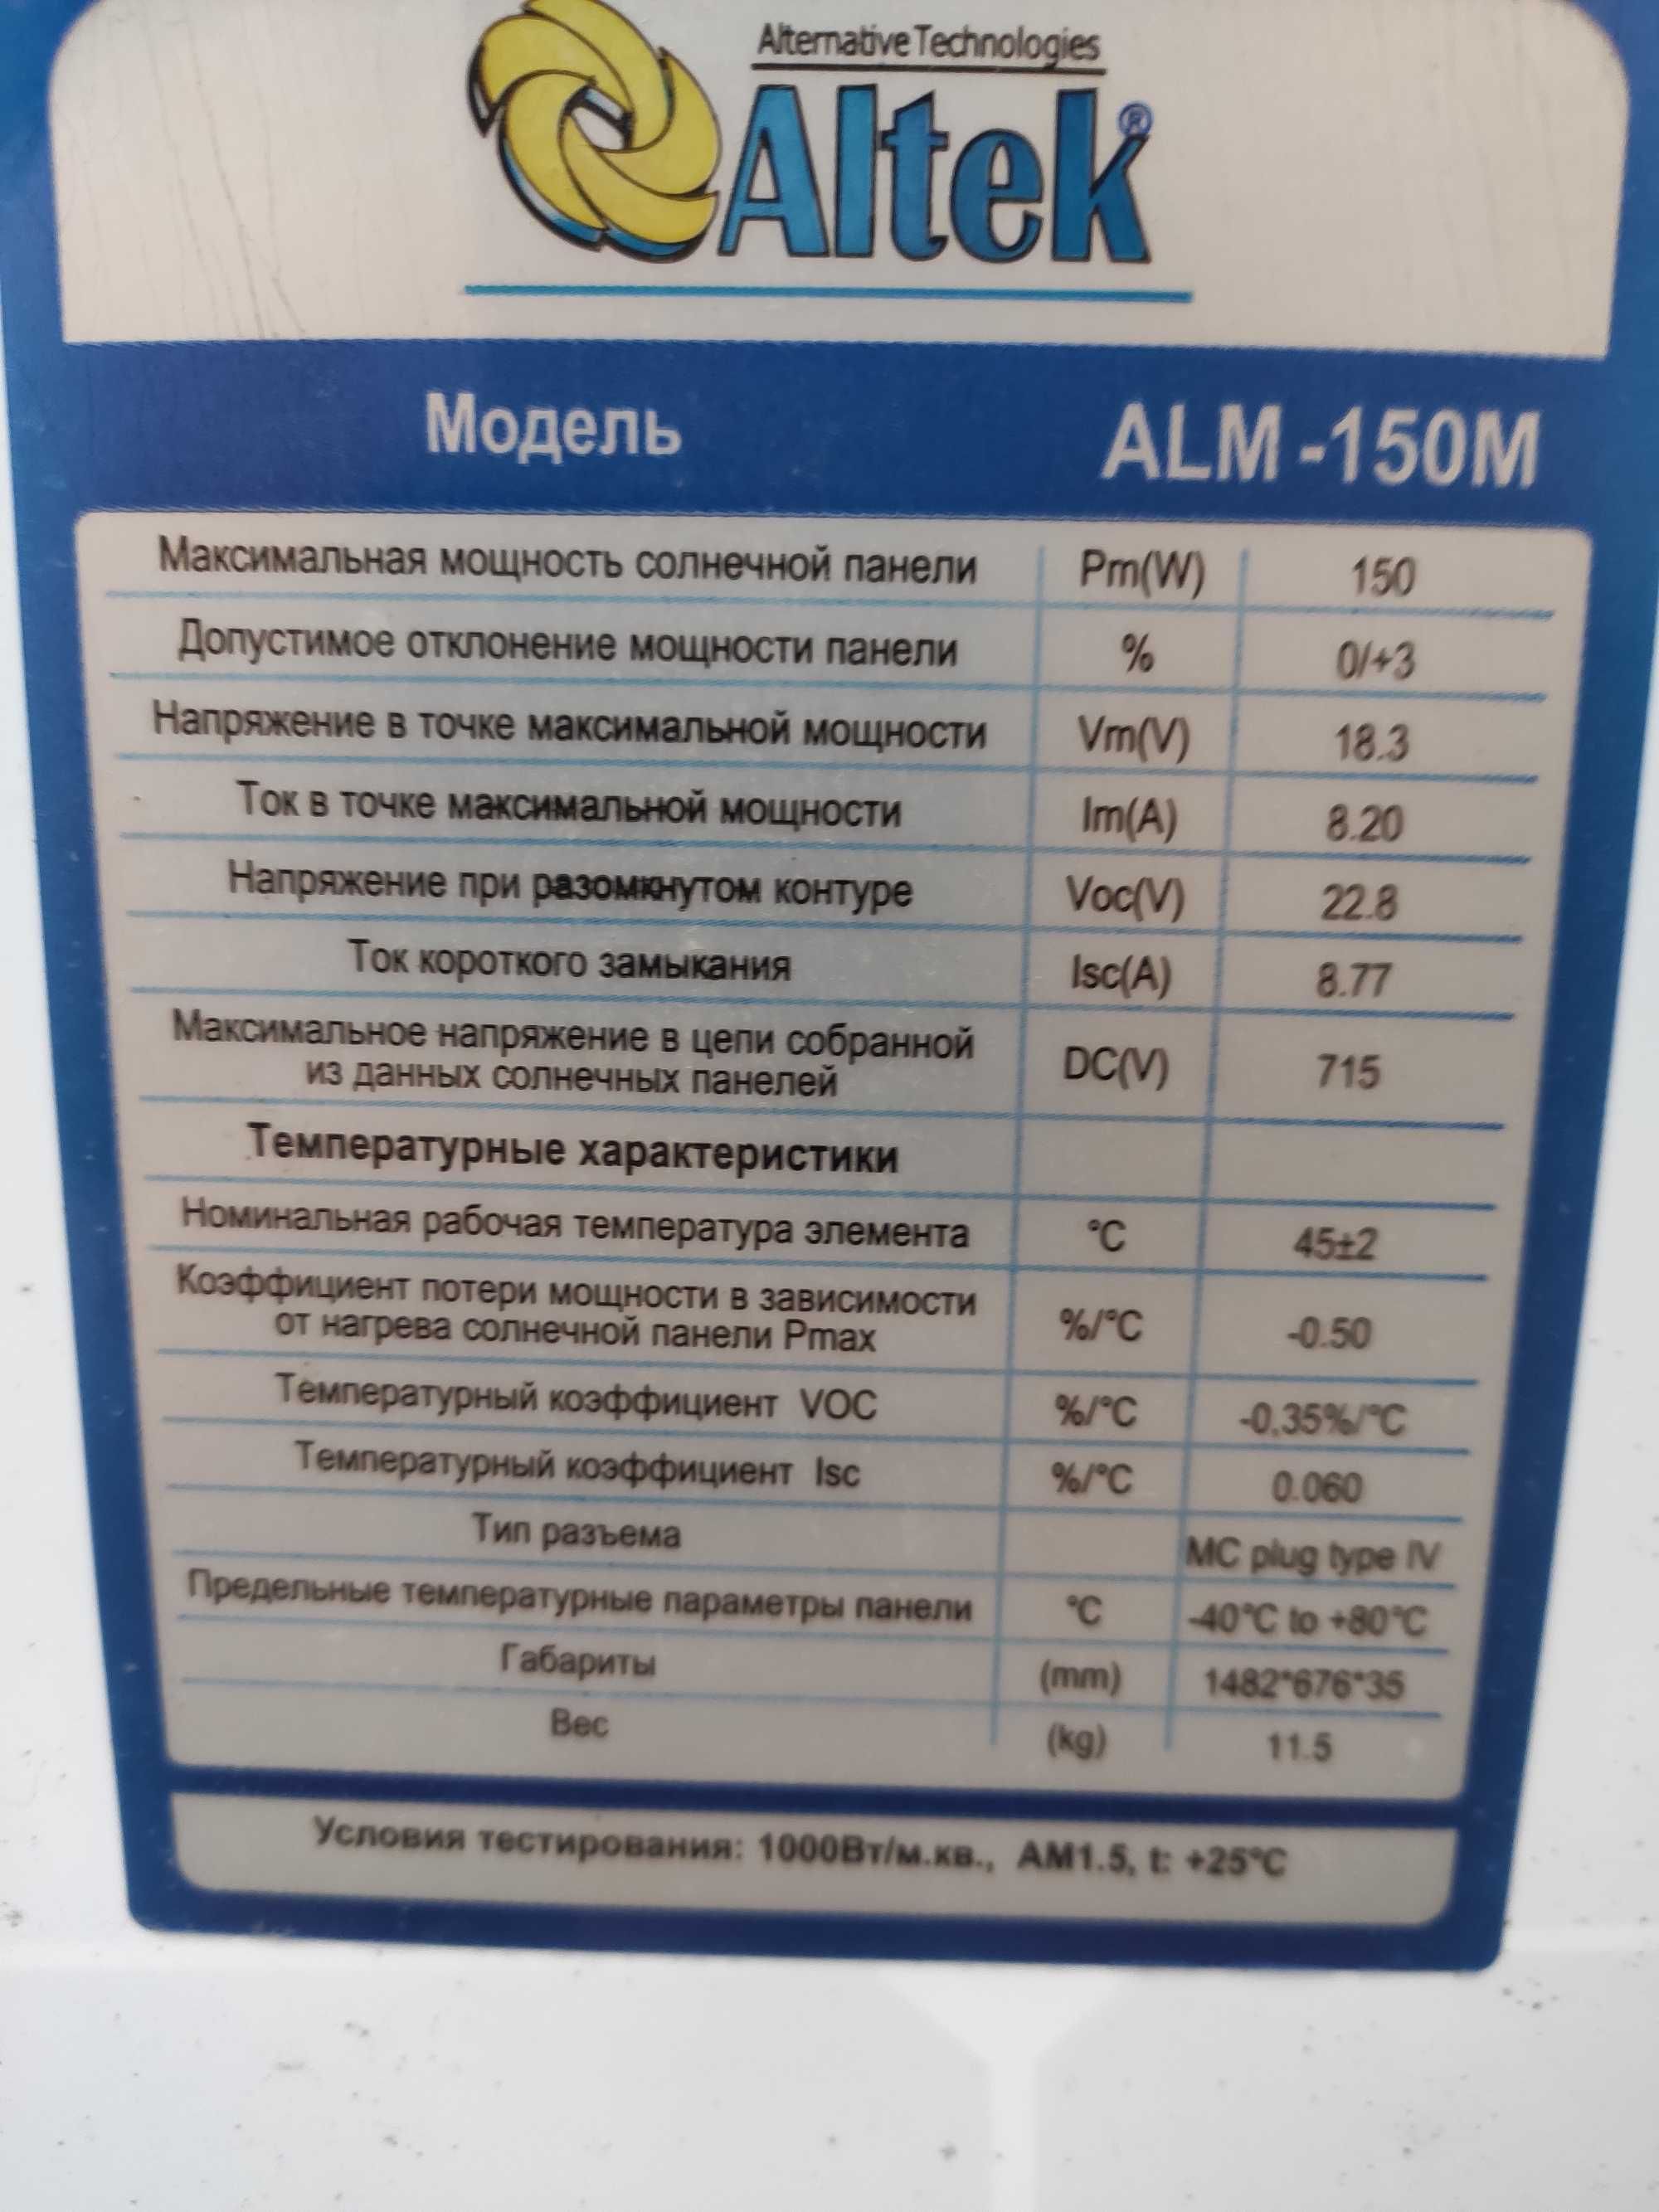 Alternative Technologies
Altek®
Модель ALM -150M
Максимальная мощность солнечной панели Pm(W) 150
Допустимое отклонение мощности панели % 0/+3
Напряжение в точке максимальной мощности Vm(V) 18.3
Ток в точке максимальной мощности Im(A) 8.20
Напряжение при разомкнутом контуре Voc(V) 22.8
Ток короткого замыкания Isc(A) 8.77
Максимальное напряжение в цепи собранной
из данных солнечных панелей DC(V) 715
Температурные характеристики
Номинальная рабочая температура элемента °C 45±2
Коэффициент потери мощности в зависимости
от нагрева солнечной панели Pmax %/°C -0.50
Температурный коэффициент VOC %/°C -0,35%/°C
Температурный коэффициент Isc %/°C 0.060
Тип разъема MC plug type IV
Предельные температурные параметры панели °C -40°C to +80°C
Габариты (mm) 1482*676*35
Вес (kg) 11.5
Условия тестирования: 1000Вт/м.кв., AM1.5, t: +25°C